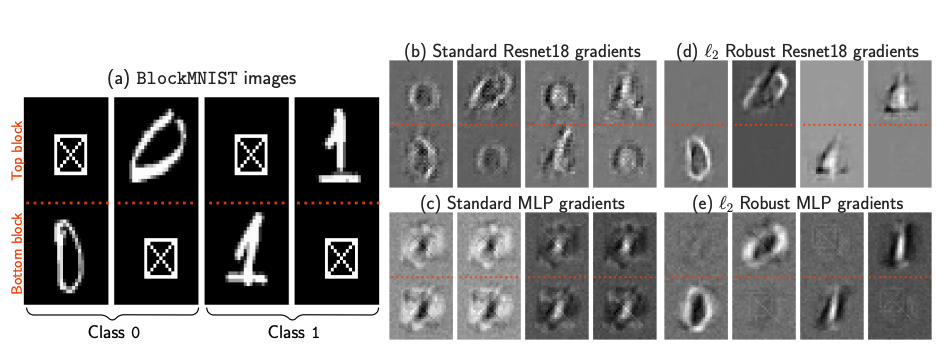 (a) BlockMNIST images
Top block
Bottom block
Class 0
Class 1
(b) Standard Resnet18 gradients
(c) Standard MLP gradients
(d) ℓ₂ Robust Resnet18 gradients
(e) ℓ₂ Robust MLP gradients